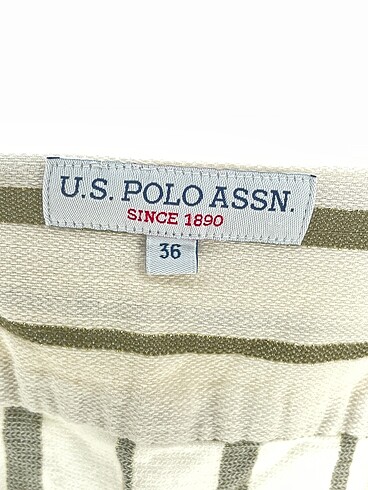 U.S. POLO ASSN.
SINCE 1890
36